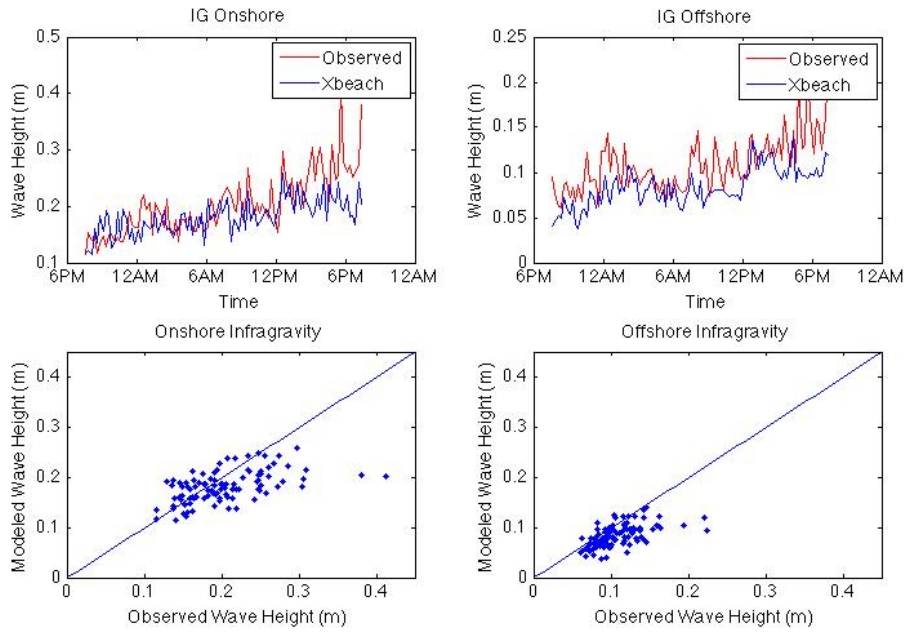 IG Onshore
Wave Height (m)
0.5
0.4
0.3
0.2
0.1
Observed
Xbeach
6PM 12AM 6AM 12PM 6PM 12AM
Time
IG Offshore
Wave Height (m)
0.25
0.2
0.15
0.1
0.05
0
Observed
Xbeach
6PM 12AM 6AM 12PM 6PM 12AM
Time
Onshore Infragravity
Modeled Wave Height (m)
0.4
0.3
0.2
0.1
0
0 0.1 0.2 0.3 0.4
Observed Wave Height (m)
Offshore Infragravity
Modeled Wave Height (m)
0.4
0.3
0.2
0.1
0
0 0.1 0.2 0.3 0.4
Observed Wave Height (m)